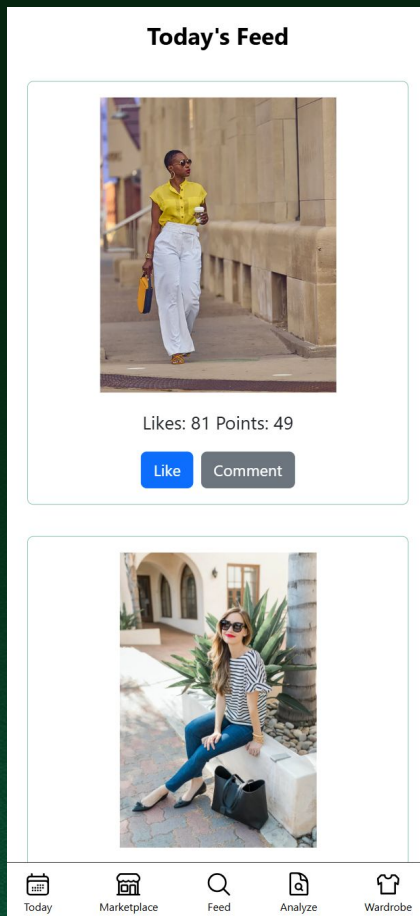 Today's Feed
Likes: 81 Points: 49
Like Comment
Today Marketplace Feed Analyze Wardrobe